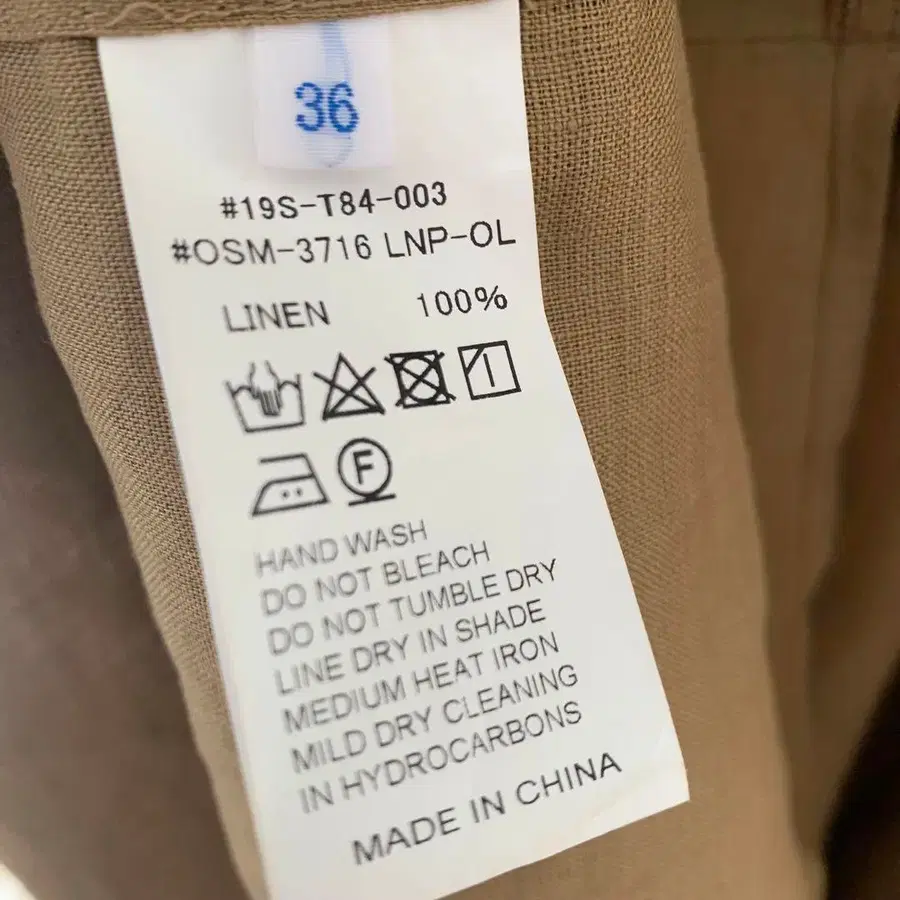 36
#19S-T84-003
#OSM-3716 LNP-OL
LINEN 100%
F
HAND WASH
DO NOT BLEACH
DO NOT TUMBLE DRY
LINE DRY IN SHADE
MEDIUM HEAT IRON
MILD DRY CLEANING
IN HYDROCARBONS
MADE IN CHINA